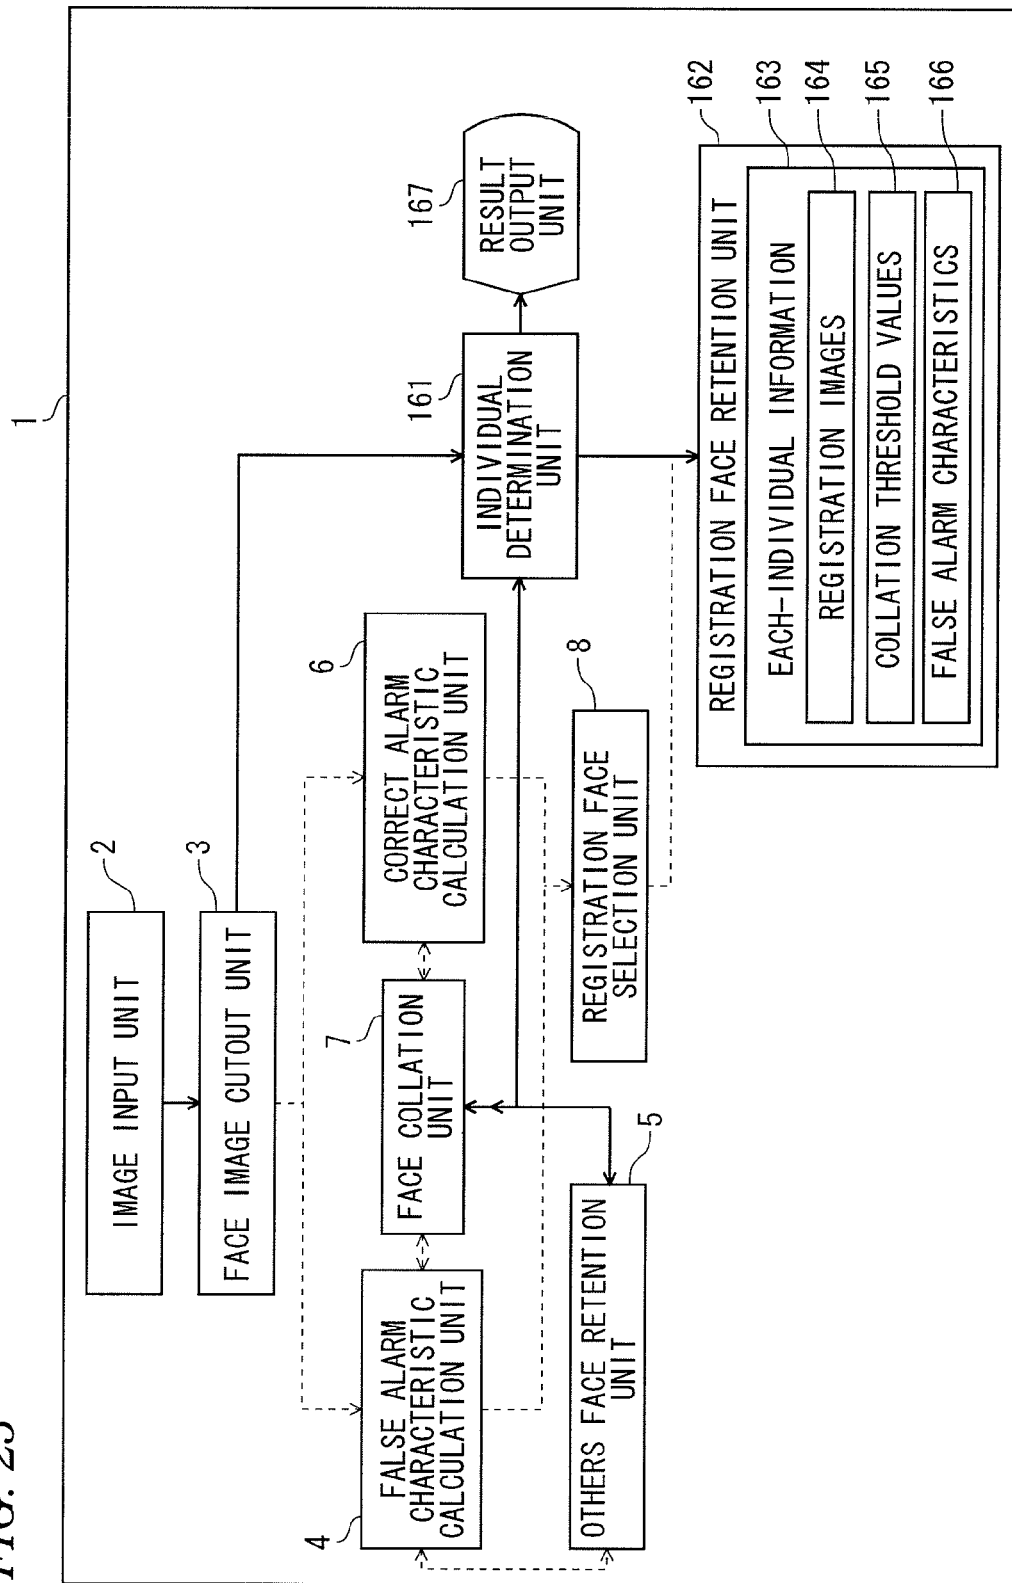 FIG. 23
1
IMAGE INPUT UNIT
2
FACE IMAGE CUTOUT UNIT
3
FALSE ALARM
CHARACTERISTIC
CALCULATION UNIT
4
FACE COLLATION
UNIT
7
CORRECT ALARM
CHARACTERISTIC
CALCULATION UNIT
6
INDIVIDUAL
DETERMINATION
UNIT
161
RESULT
OUTPUT
UNIT
167
OTHERS FACE RETENTION
UNIT
5
REGISTRATION FACE
SELECTION UNIT
8
REGISTRATION FACE RETENTION UNIT
162
EACH-INDIVIDUAL INFORMATION
163
REGISTRATION IMAGES
164
COLLATION THRESHOLD VALUES
165
FALSE ALARM CHARACTERISTICS
166